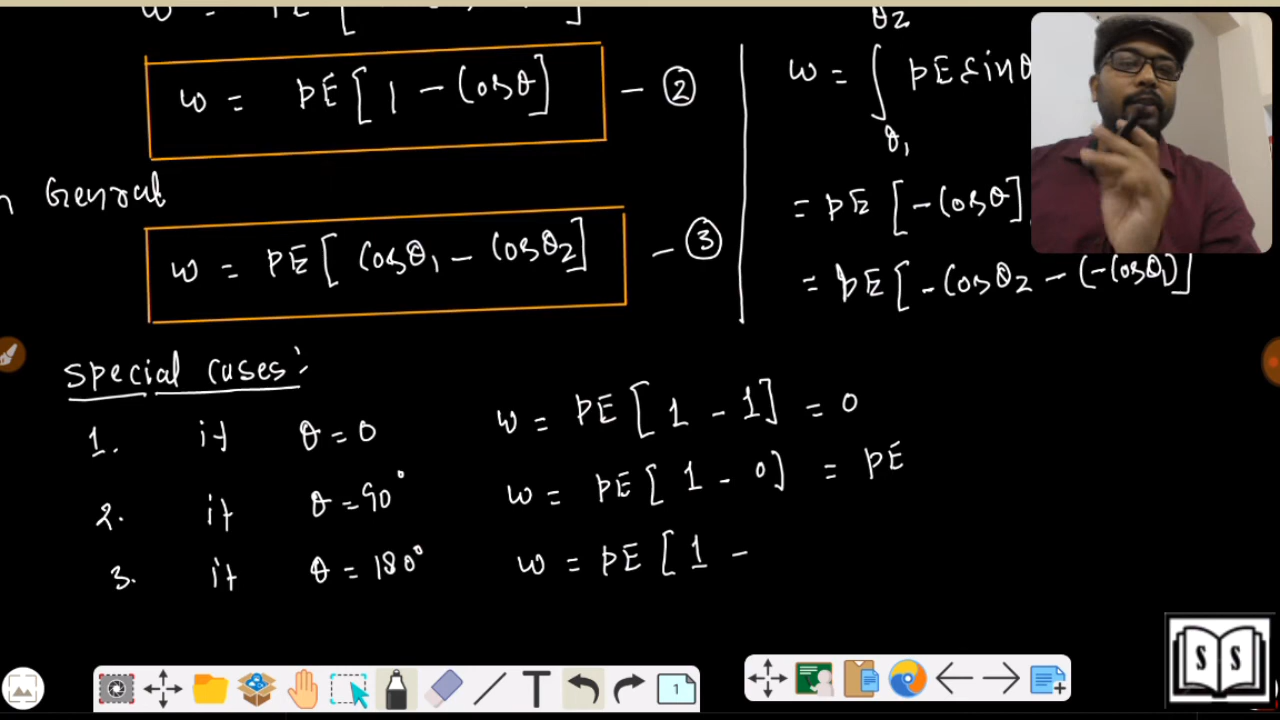 W = PE [
W = PE [ 1 - Cosθ ] - ②
n General
W = PE [ Cosθ₁ - Cosθ₂ ] - ③
θ₂
W = ∫ PE Sinθ
θ₁
= PE [ - Cosθ ]
= PE [ - Cosθ₂ - (- Cosθ₁) ]
Special Cases:
1. if θ = 0 W = PE [ 1 - 1 ] = 0
2. if θ = 90° W = PE [ 1 - 0 ] = PE
3. if θ = 180° W = PE [ 1 -
T 1
S S